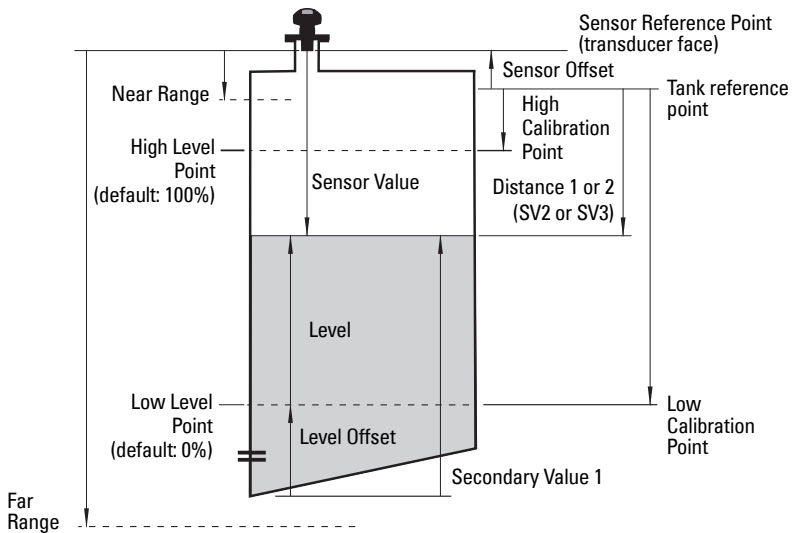 Sensor Reference Point
(transducer face)
Sensor Offset
Tank reference
point
Near Range
High
Calibration
Point
High Level
Point
(default: 100%)
Sensor Value
Distance 1 or 2
(SV2 or SV3)
Level
Low Level
Point
(default: 0%)
Level Offset
Low
Calibration
Point
Secondary Value 1
Far
Range